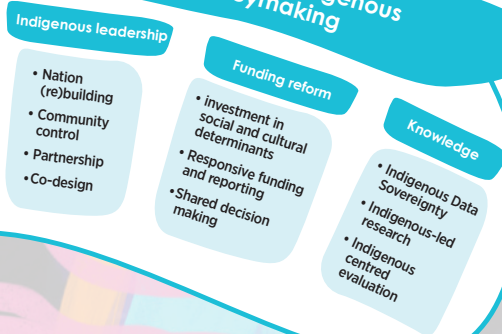 Indigenous leadership
• Nation
(re)building
• Community
control
• Partnership
• Co-design
Funding reform
• investment in
social and cultural
determinants
• Responsive funding
and reporting
• Shared decision
making
Knowledge
• Indigenous Data
Sovereignty
• Indigenous-led
research
• Indigenous
centred
evaluation